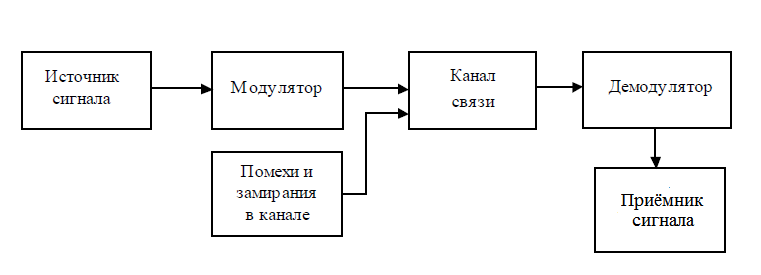 Источник
сигнала
Модулятор
Канал
связи
Демодулятор
Помехи и
замирания
в канале
Приёмник
сигнала